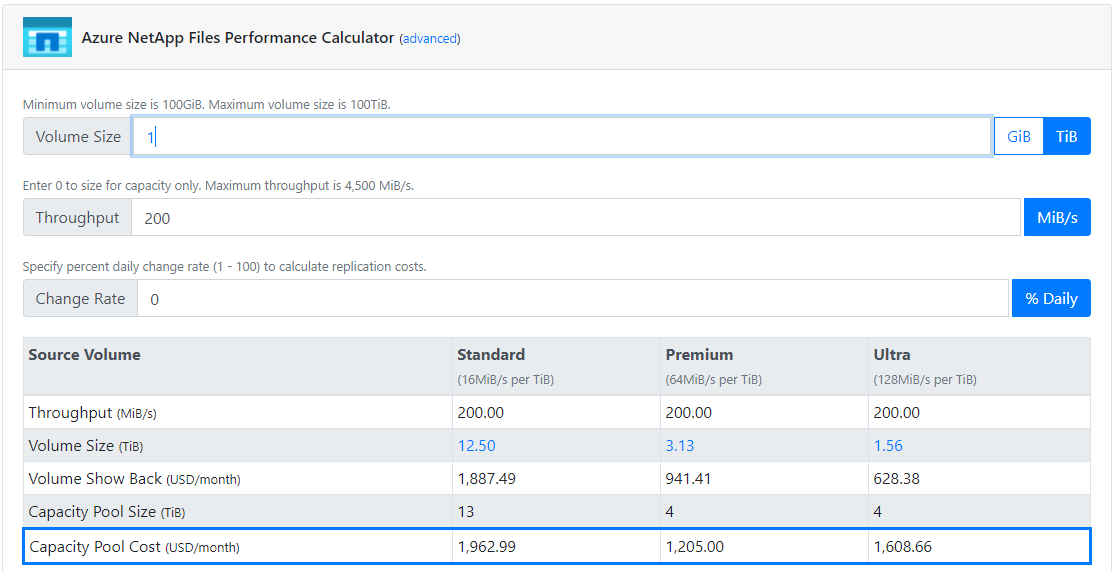 Azure NetApp Files Performance Calculator (advanced)
Minimum volume size is 100GiB. Maximum volume size is 100TiB.
Volume Size 1 GiB TiB
Enter 0 to size for capacity only. Maximum throughput is 4,500 MiB/s.
Throughput 200 MiB/s
Specify percent daily change rate (1 - 100) to calculate replication costs.
Change Rate 0 % Daily
Source Volume Standard Premium Ultra
(16MiB/s per TiB) (64MiB/s per TiB) (128MiB/s per TiB)
Throughput (MiB/s) 200.00 200.00 200.00
Volume Size (TiB) 12.50 3.13 1.56
Volume Show Back (USD/month) 1,887.49 941.41 628.38
Capacity Pool Size (TiB) 13 4 4
Capacity Pool Cost (USD/month) 1,962.99 1,205.00 1,608.66